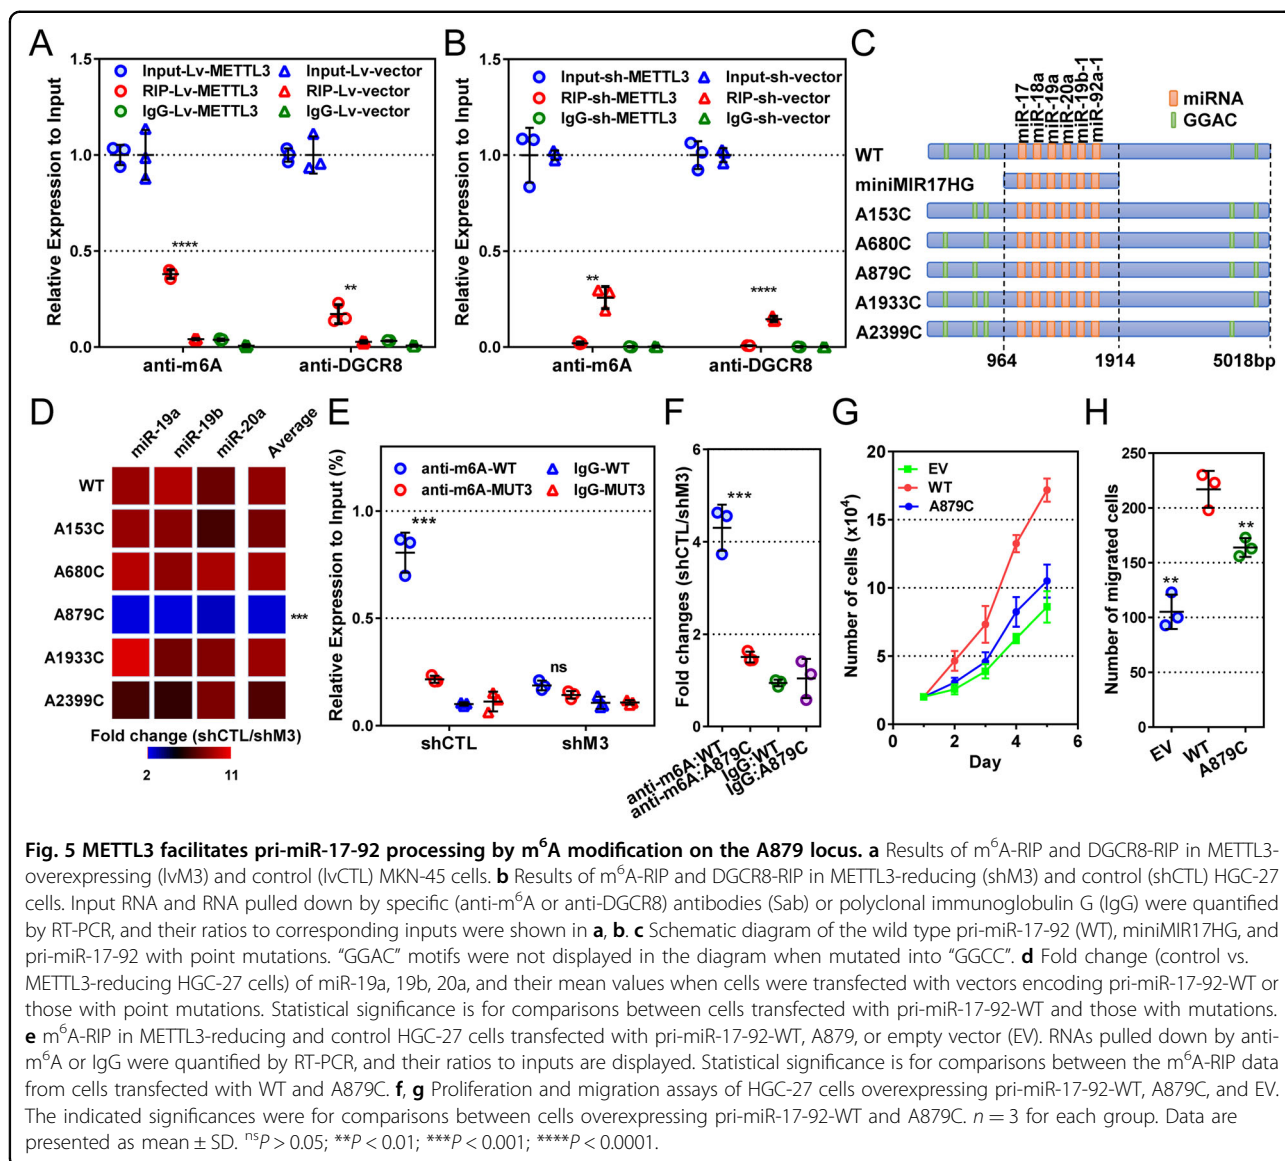 A
Relative Expression to Input
1.5
1.0
0.5
0.0
Input-Lv-METTL3
Input-Lv-vector
RIP-Lv-METTL3
RIP-Lv-vector
IgG-Lv-METTL3
IgG-Lv-vector
****
**
anti-m6A
anti-DGCR8
B
Relative Expression to Input
1.5
1.0
0.5
0.0
Input-sh-METTL3
Input-sh-vector
RIP-sh-METTL3
RIP-sh-vector
IgG-sh-METTL3
IgG-sh-vector
**
****
anti-m6A
anti-DGCR8
C
miR-17
miR-18a
miR-19a
miR-20a
miR-19b-1
miR-92a-1
miRNA
GGAC
WT
miniMIR17HG
A153C
A680C
A879C
A1933C
A2399C
964
1914
5018bp
D
miR-19a
miR-19b
miR-20a
Average
WT
A153C
A680C
A879C
***
A1933C
A2399C
Fold change (shCTL/shM3)
2
11
E
Relative Expression to Input (%)
1.0
0.5
0.0
anti-m6A-WT
IgG-WT
anti-m6A-MUT3
IgG-MUT3
***
ns
shCTL
shM3
F
Fold changes (shCTL/shM3)
6
4
2
0
***
anti-m6A:WT
anti-m6A:A879C
IgG:WT
IgG:A879C
G
Number of cells (x10⁴)
20
15
10
5
0
EV
WT
A879C
0
2
4
6
Day
H
Number of migrated cells
250
200
150
100
50
0
**
**
EV
WT
A879C
Fig. 5 METTL3 facilitates pri-miR-17-92 processing by m⁶A modification on the A879 locus. a Results of m⁶A-RIP and DGCR8-RIP in METTL3-
overexpressing (lvM3) and control (lvCTL) MKN-45 cells. b Results of m⁶A-RIP and DGCR8-RIP in METTL3-reducing (shM3) and control (shCTL) HGC-27
cells. Input RNA and RNA pulled down by specific (anti-m⁶A or anti-DGCR8) antibodies (Sab) or polyclonal immunoglobulin G (IgG) were quantified
by RT-PCR, and their ratios to corresponding inputs were shown in a, b. c Schematic diagram of the wild type pri-miR-17-92 (WT), miniMIR17HG, and
pri-miR-17-92 with point mutations. “GGAC” motifs were not displayed in the diagram when mutated into “GGCC”. d Fold change (control vs.
METTL3-reducing HGC-27 cells) of miR-19a, 19b, 20a, and their mean values when cells were transfected with vectors encoding pri-miR-17-92-WT or
those with point mutations. Statistical significance is for comparisons between cells transfected with pri-miR-17-92-WT and those with mutations.
e m⁶A-RIP in METTL3-reducing and control HGC-27 cells transfected with pri-miR-17-92-WT, A879, or empty vector (EV). RNAs pulled down by anti-
m⁶A or IgG were quantified by RT-PCR, and their ratios to inputs are displayed. Statistical significance is for comparisons between the m⁶A-RIP data
from cells transfected with WT and A879C. f, g Proliferation and migration assays of HGC-27 cells overexpressing pri-miR-17-92-WT, A879C, and EV.
The indicated significances were for comparisons between cells overexpressing pri-miR-17-92-WT and A879C. n = 3 for each group. Data are
presented as mean ± SD. ⁿˢP > 0.05; **P < 0.01; ***P < 0.001; ****P < 0.0001.